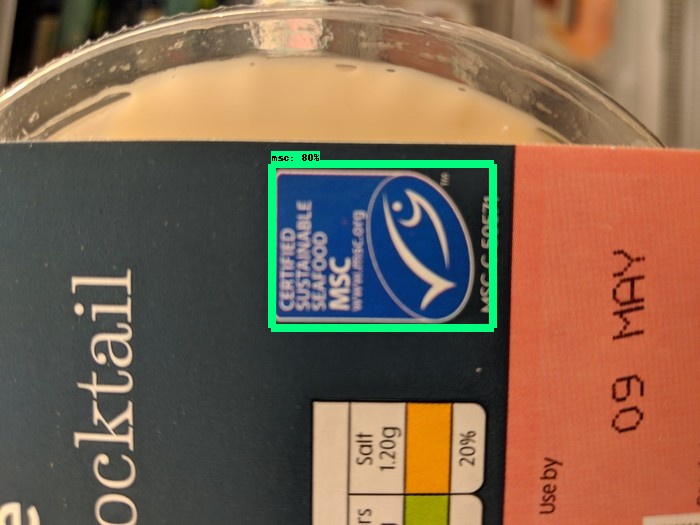 msc: 80%
CERTIFIED
SUSTAINABLE
SEAFOOD
MSC
www.msc.org
TM
ocktail
Salt
1.20g
20%
rs
09 MAY
Use by